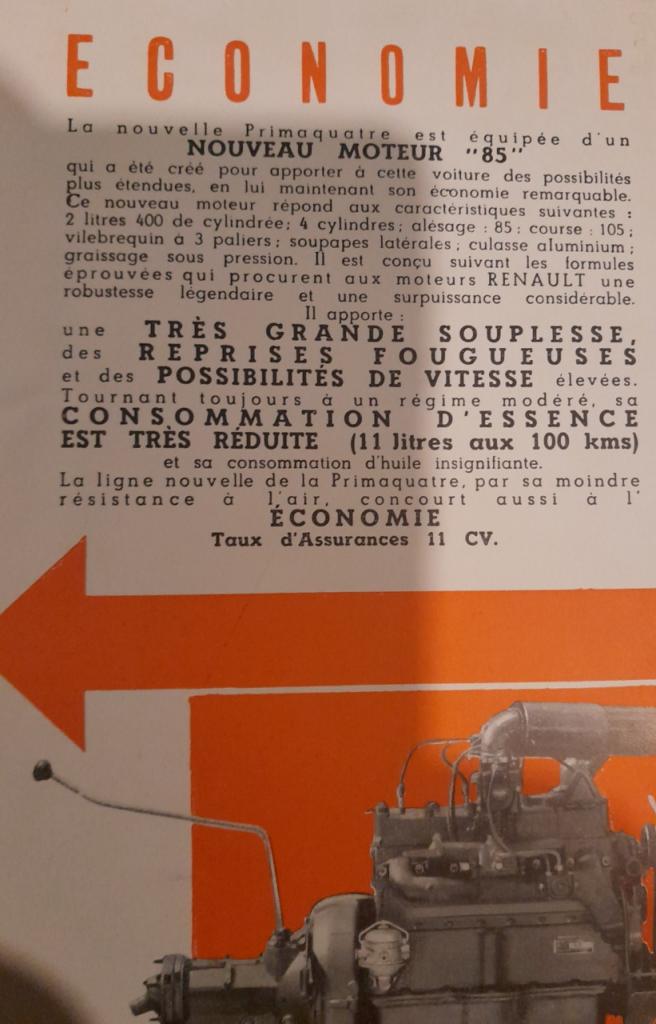 ECONOMIE
La nouvelle Primaquatre est équipée d'un
NOUVEAU MOTEUR "85"
qui a été créé pour apporter à cette voiture des possibilités
plus étendues, en lui maintenant son économie remarquable.
Ce nouveau moteur répond aux caractéristiques suivantes :
2 litres 400 de cylindrée; 4 cylindres; alésage : 85; course : 105;
vilebrequin à 3 paliers; soupapes latérales; culasse aluminium;
graissage sous pression. Il est conçu suivant les formules
éprouvées qui procurent aux moteurs RENAULT une
robustesse légendaire et une surpuissance considérable.
Il apporte :
une TRÈS GRANDE SOUPLESSE,
des REPRISES FOUGUEUSES
et des POSSIBILITÉS DE VITESSE élevées.
Tournant toujours à un régime modéré, sa
CONSOMMATION D'ESSENCE
EST TRÈS RÉDUITE (11 litres aux 100 kms)
et sa consommation d'huile insignifiante.
La ligne nouvelle de la Primaquatre, par sa moindre
résistance à l'air, concourt aussi à l'
ÉCONOMIE
Taux d'Assurances 11 CV.